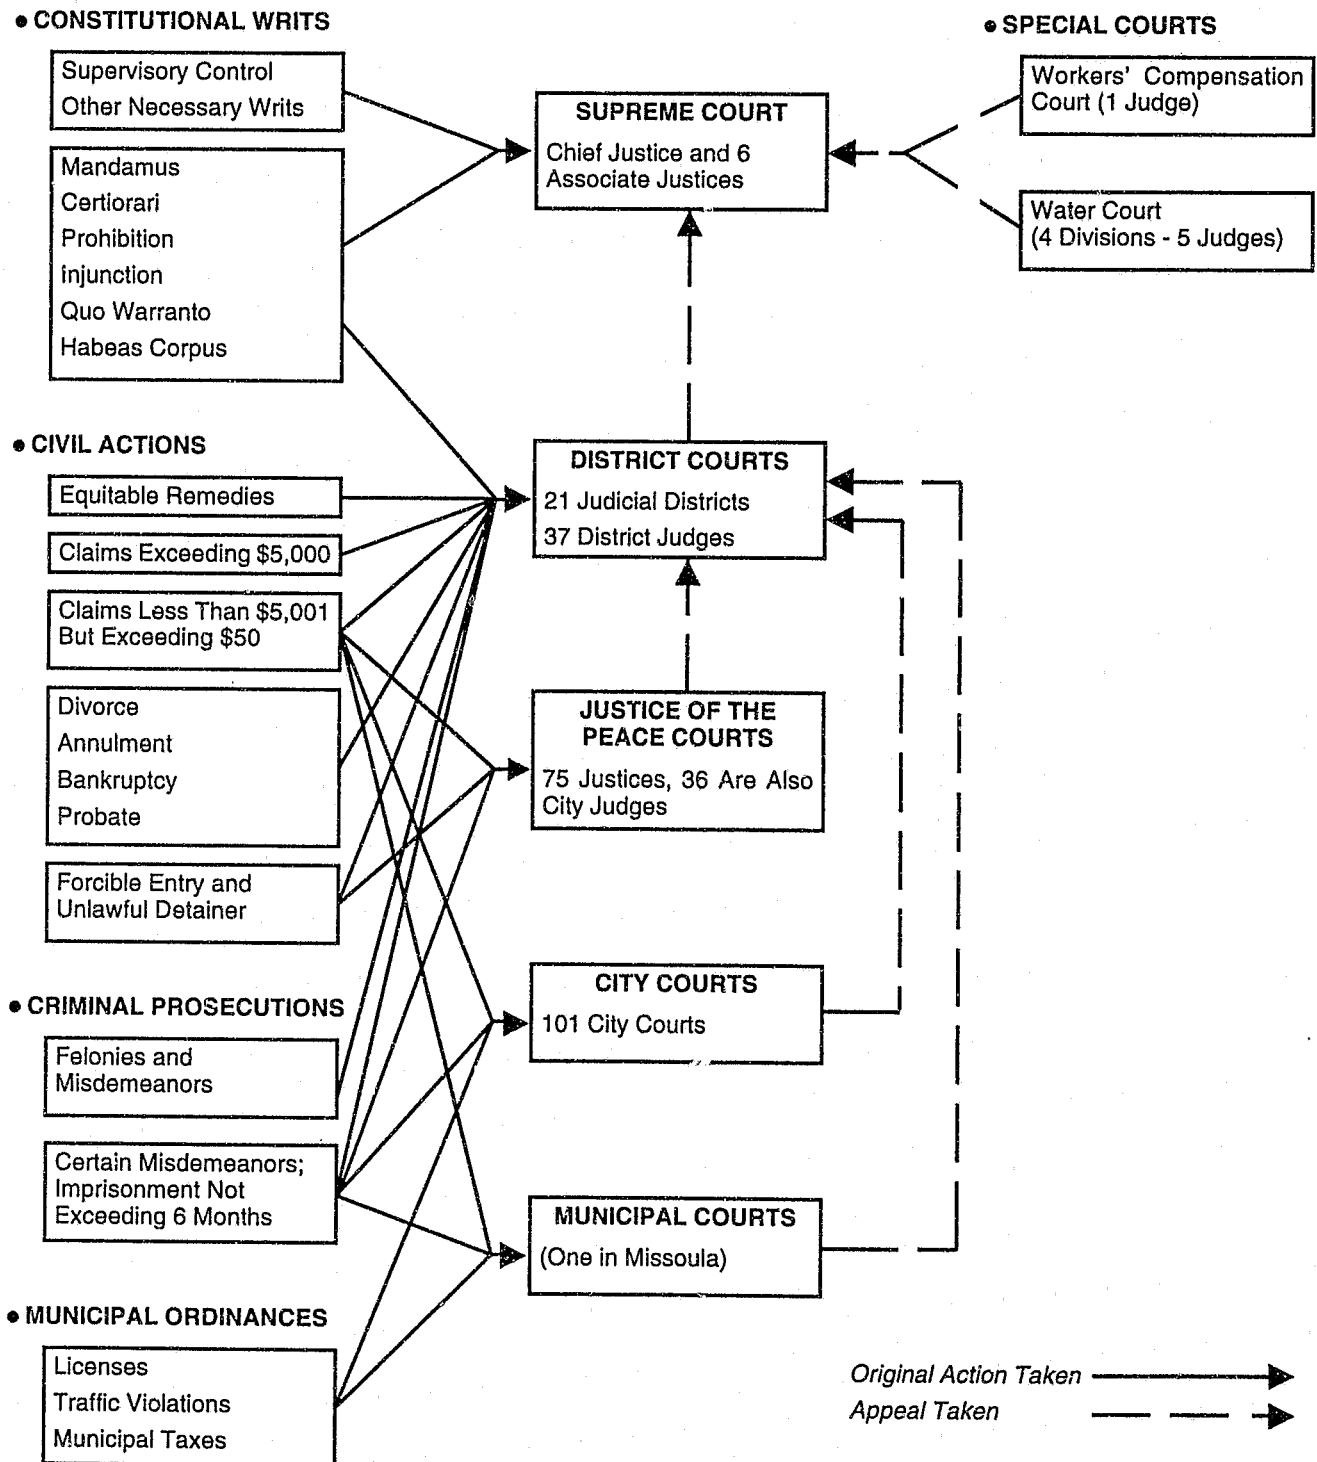 • CONSTITUTIONAL WRITS
Supervisory Control
Other Necessary Writs
Mandamus
Certiorari
Prohibition
injunction
Quo Warranto
Habeas Corpus
• CIVIL ACTIONS
Equitable Remedies
Claims Exceeding $5,000
Claims Less Than $5,001
But Exceeding $50
Divorce
Annulment
Bankruptcy
Probate
Forcible Entry and
Unlawful Detainer
• CRIMINAL PROSECUTIONS
Felonies and
Misdemeanors
Certain Misdemeanors;
Imprisonment Not
Exceeding 6 Months
• MUNICIPAL ORDINANCES
Licenses
Traffic Violations
Municipal Taxes
SUPREME COURT
Chief Justice and 6
Associate Justices
DISTRICT COURTS
21 Judicial Districts
37 District Judges
JUSTICE OF THE
PEACE COURTS
75 Justices, 36 Are Also
City Judges
CITY COURTS
101 City Courts
MUNICIPAL COURTS
(One in Missoula)
• SPECIAL COURTS
Workers' Compensation
Court (1 Judge)
Water Court
(4 Divisions - 5 Judges)
Original Action Taken
Appeal Taken